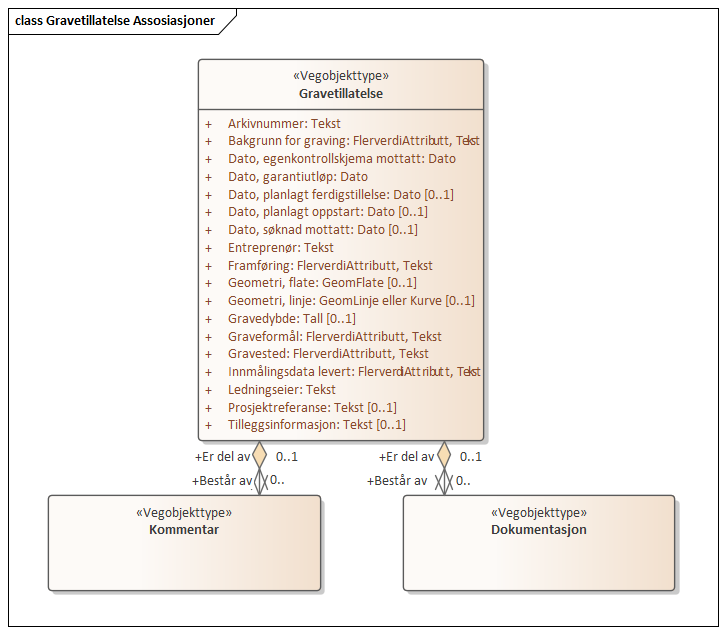 class Gravetillatelse Assosiasjoner
«Vegobjekttype»
Gravetillatelse
+ Arkivnummer: Tekst
+ Bakgrunn for graving: FlerverdiAttributt, Tekst
+ Dato, egenkontrollskjema mottatt: Dato
+ Dato, garantiutløp: Dato
+ Dato, planlagt ferdigstillelse: Dato [0..1]
+ Dato, planlagt oppstart: Dato [0..1]
+ Dato, søknad mottatt: Dato [0..1]
+ Entreprenør: Tekst
+ Framføring: FlerverdiAttributt, Tekst
+ Geometri, flate: GeomFlate [0..1]
+ Geometri, linje: GeomLinje eller Kurve [0..1]
+ Gravedybde: Tall [0..1]
+ Graveformål: FlerverdiAttributt, Tekst
+ Gravested: FlerverdiAttributt, Tekst
+ Innmålingsdata levert: FlerverdiAttributt, Tekst
+ Ledningseier: Tekst
+ Prosjektreferanse: Tekst [0..1]
+ Tilleggsinformasjon: Tekst [0..1]
+Er del av 0..1 +Er del av 0..1
+Består av 0.. +Består av 0..
«Vegobjekttype» «Vegobjekttype»
Kommentar Dokumentasjon